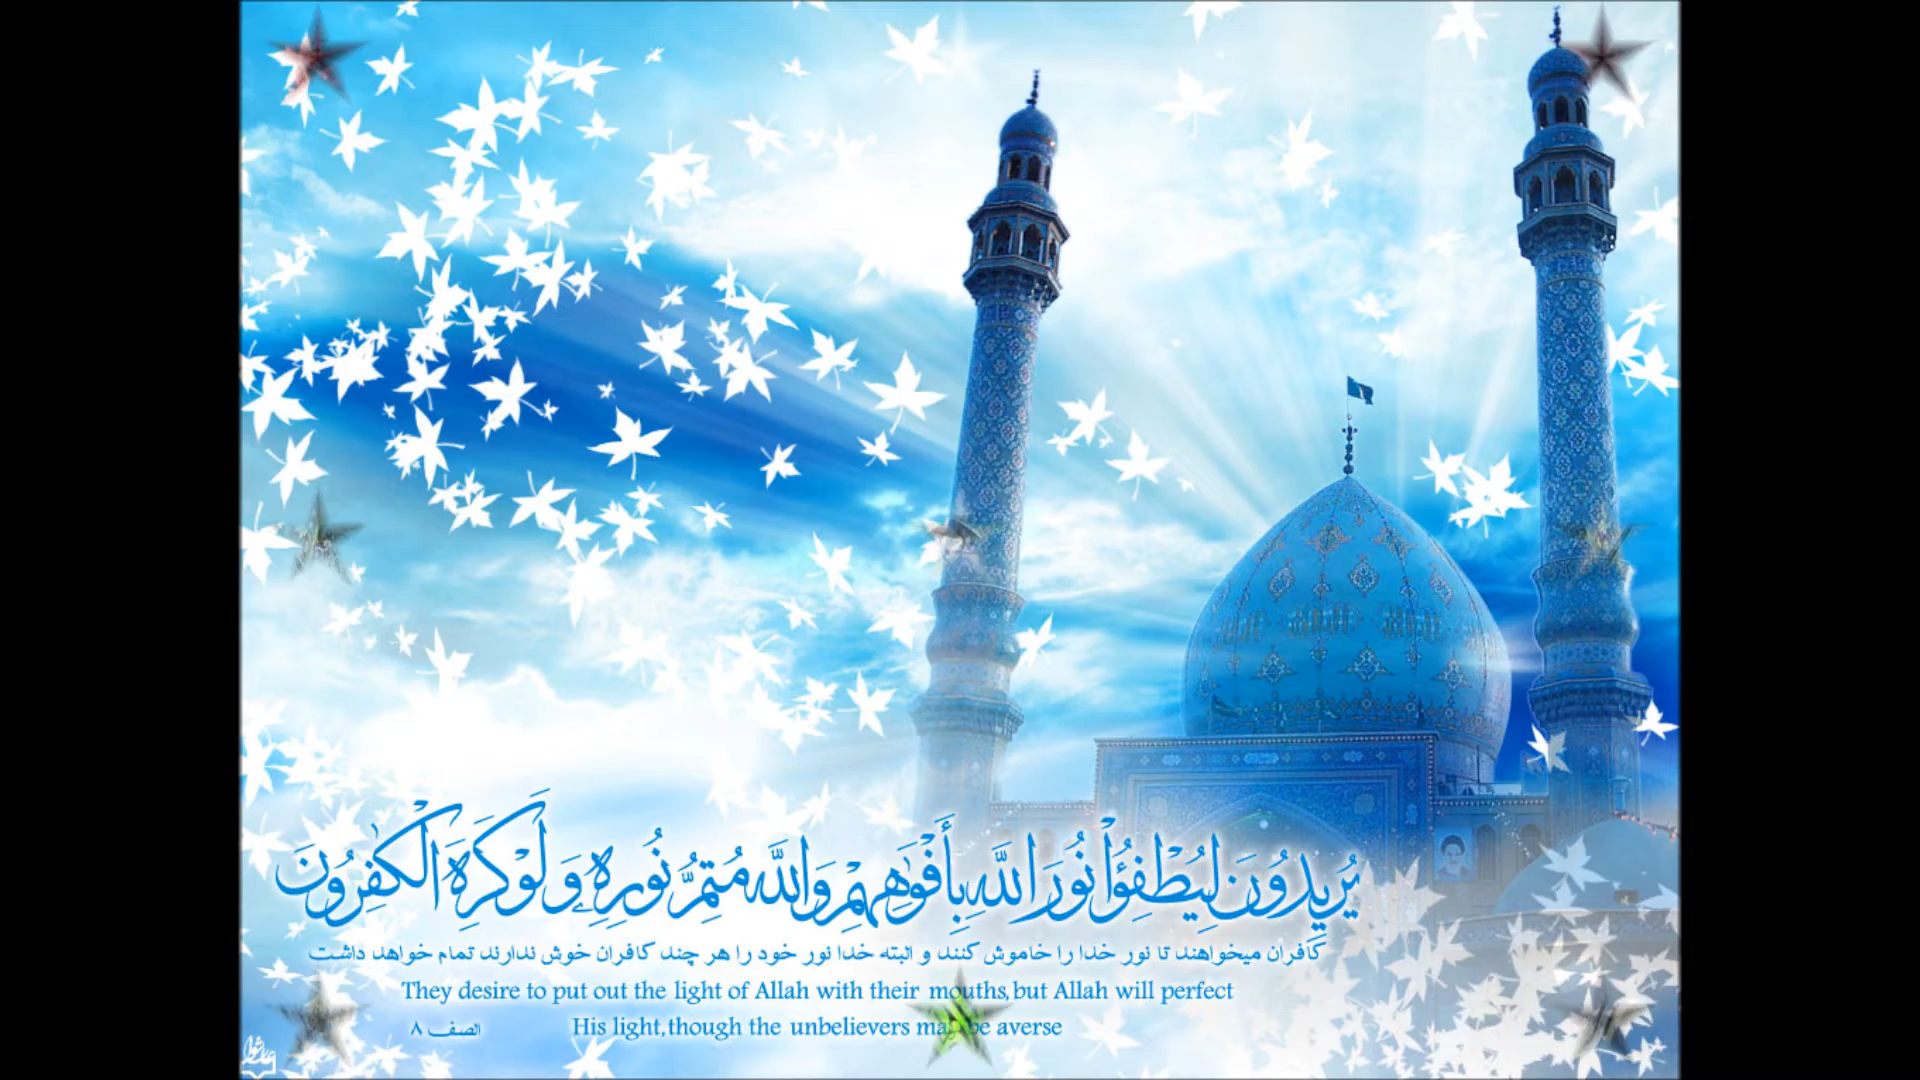 يُرِيدُونَ لِيُطْفِؤُا۟ نُورَ اللَّهِ بِأَفْوَٰهِهِمْ وَاللَّهُ مُتِمُّ نُورِهِۦ وَلَوْ كَرِهَ الْكَٰفِرُونَ
کافران میخواهند تا نور خدا را خاموش کنند و البته خدا نور خود را هر چند کافران خوش ندارند تمام خواهد داشت
They desire to put out the light of Allah with their mouths, but Allah will perfect
His light, though the unbelievers may be averse
الصف ۸